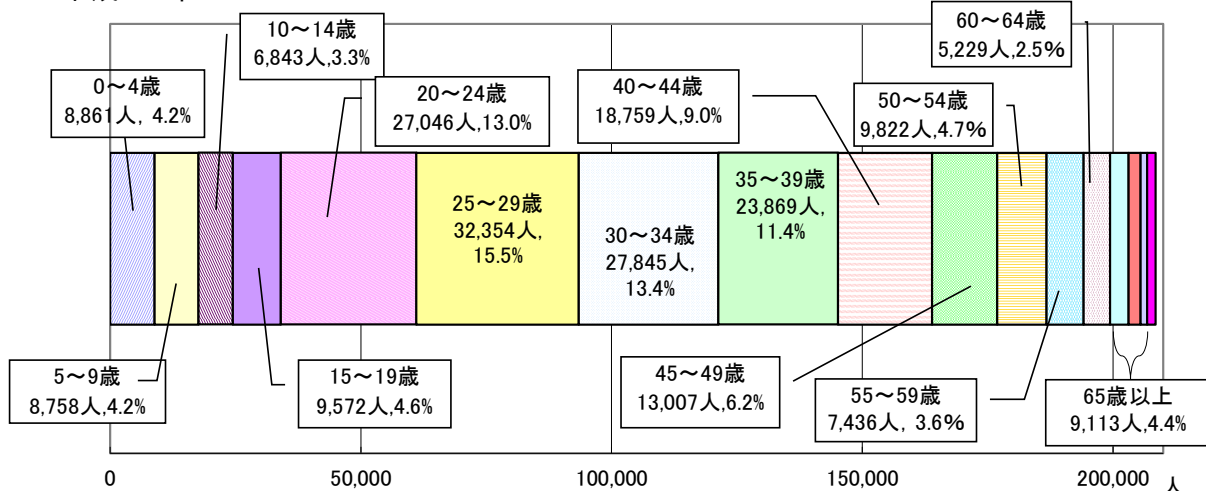 10～14歳
6,843人,3.3%
60～64歳
5,229人,2.5%
0～4歳
8,861人, 4.2%
20～24歳
27,046人,13.0%
40～44歳
18,759人,9.0%
50～54歳
9,822人,4.7%
25～29歳
32,354人,
15.5%
30～34歳
27,845人,
13.4%
35～39歳
23,869人,
11.4%
5～9歳
8,758人,4.2%
15～19歳
9,572人,4.6%
45～49歳
13,007人,6.2%
55～59歳
7,436人, 3.6%
65歳以上
9,113人,4.4%
0
50,000
100,000
150,000
200,000
人